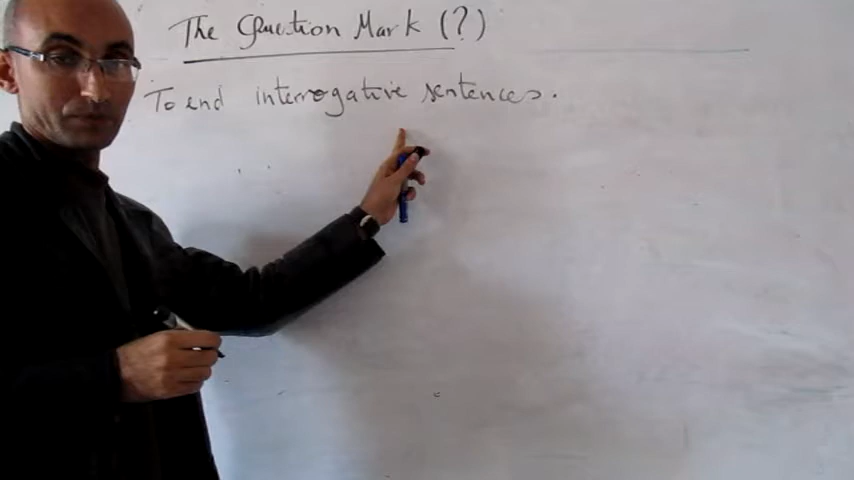 The Question Mark (?)
To end interrogative sentences.